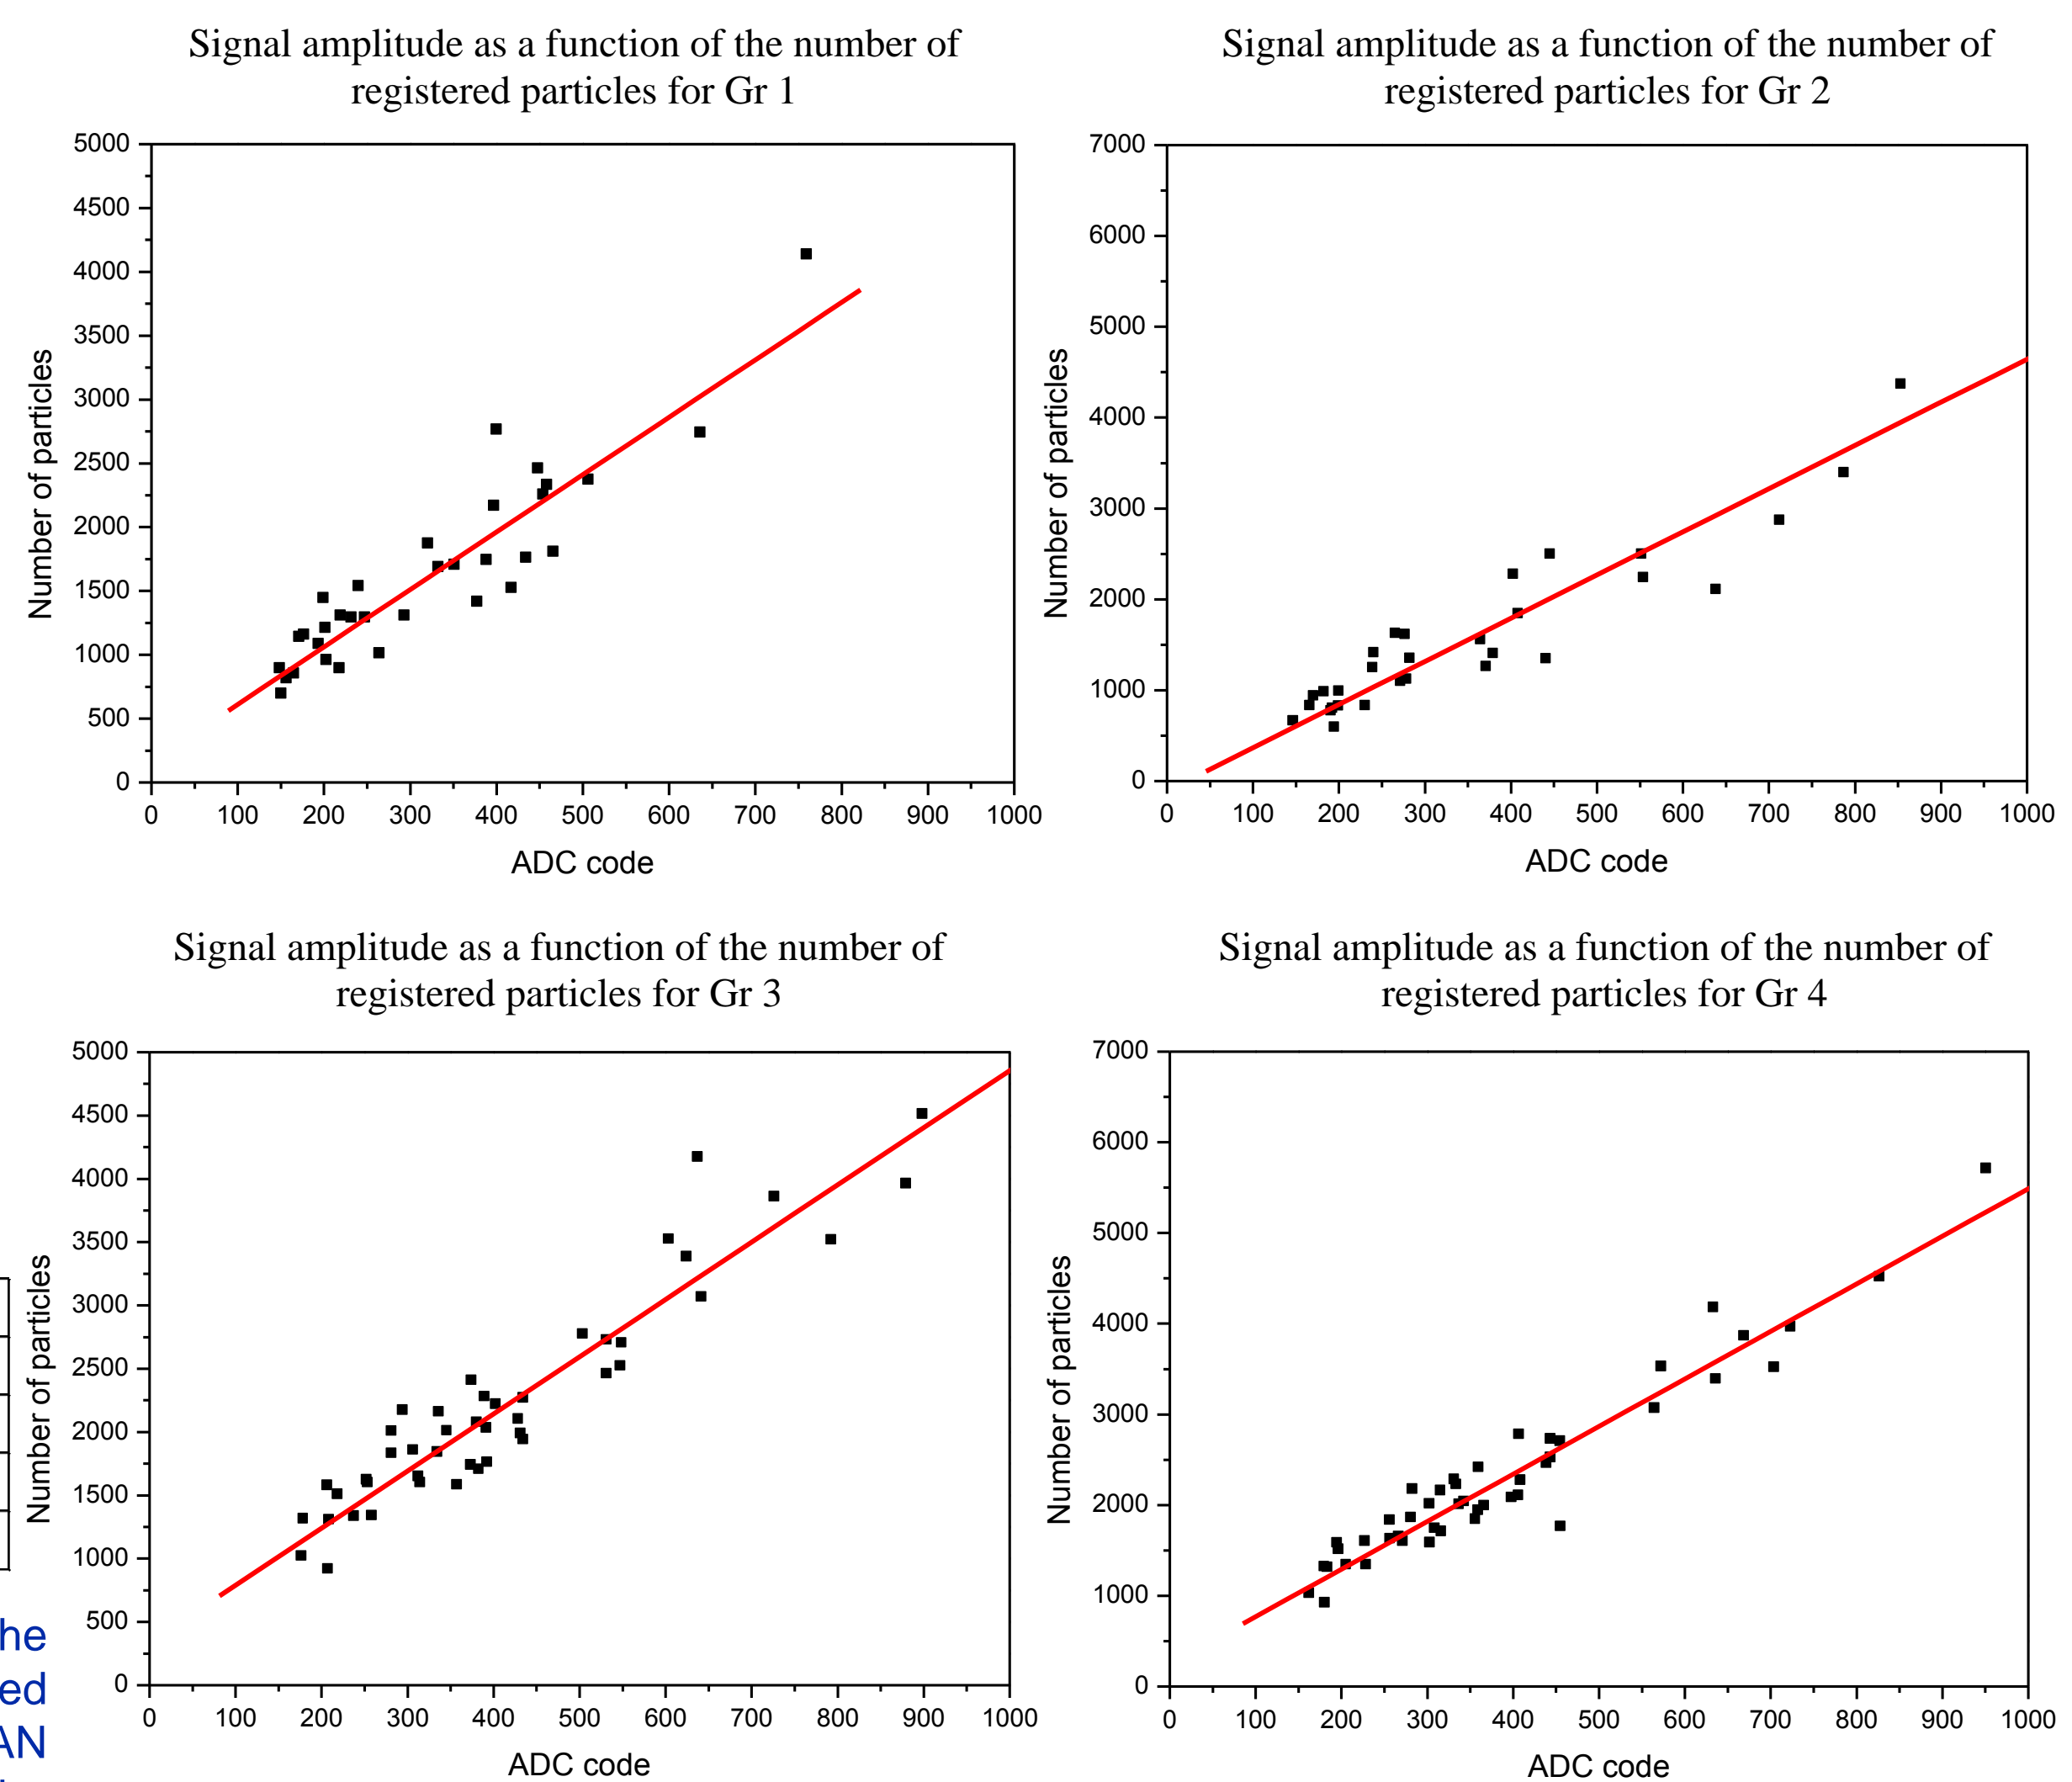 Signal amplitude as a function of the number of
registered particles for Gr 1
5000
4500
4000
3500
3000
2500
2000
1500
1000
500
0
Number of particles
0 100 200 300 400 500 600 700 800 900 1000
ADC code
Signal amplitude as a function of the number of
registered particles for Gr 2
7000
6000
5000
4000
3000
2000
1000
0
Number of particles
0 100 200 300 400 500 600 700 800 900 1000
ADC code
Signal amplitude as a function of the number of
registered particles for Gr 3
5000
4500
4000
3500
3000
2500
2000
1500
1000
500
0
Number of particles
0 100 200 300 400 500 600 700 800 900 1000
ADC code
Signal amplitude as a function of the number of
registered particles for Gr 4
7000
6000
5000
4000
3000
2000
1000
0
Number of particles
0 100 200 300 400 500 600 700 800 900 1000
ADC code
he
ed
AN